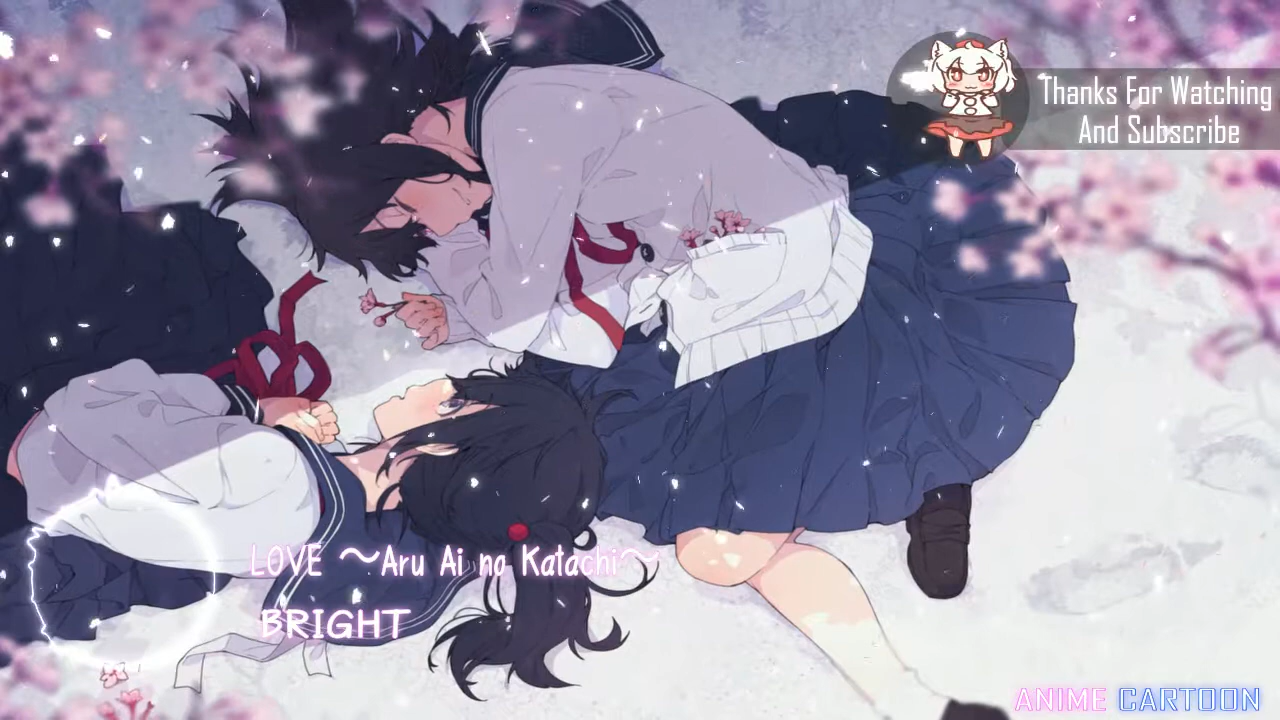 Thanks For Watching
And Subscribe
LOVE ～Aru Ai no Katachi～
BRIGHT
ANIME CARTOON